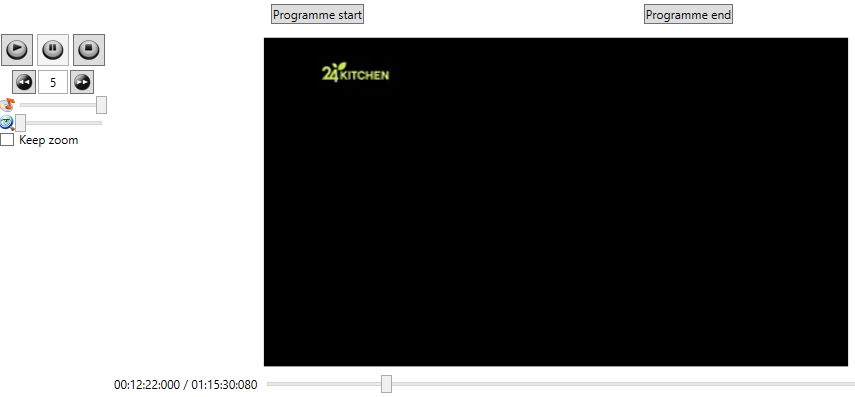 Programme start
Programme end
24KITCHEN
5
Keep zoom
00:12:22:000 / 01:15:30:080